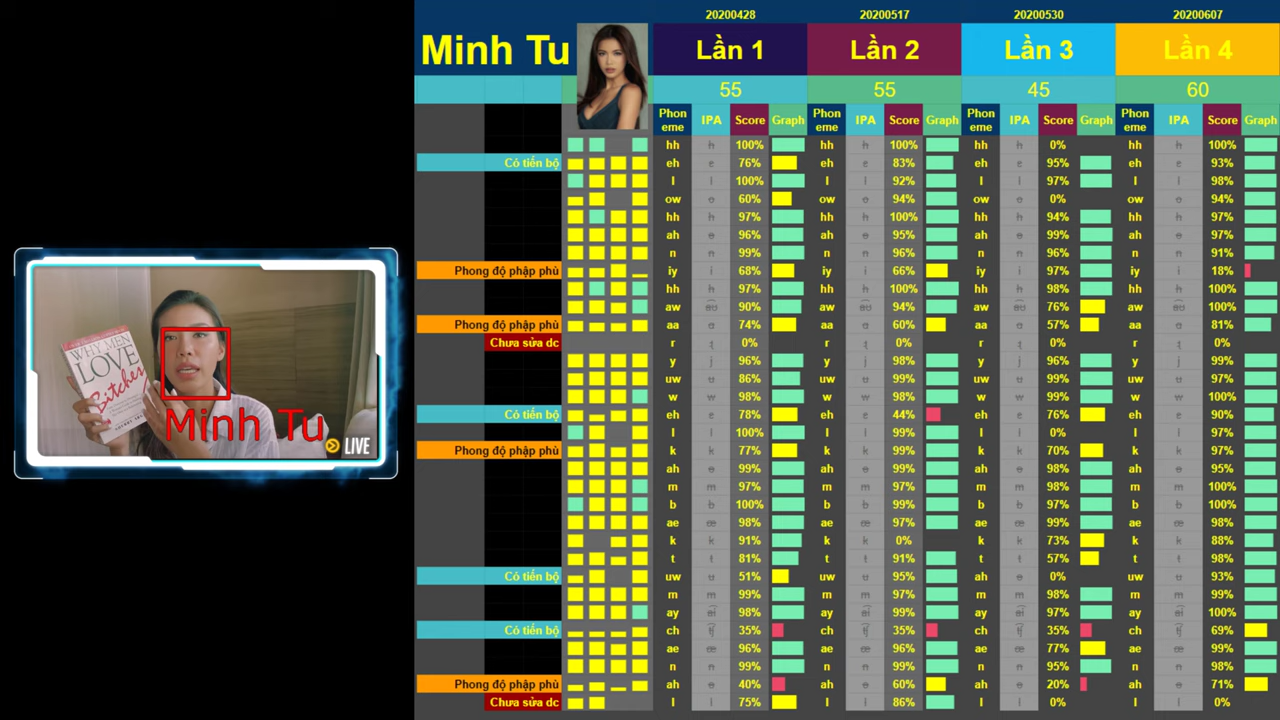 20200428 20200517 20200530 20200607
Minh Tu Lần 1 Lần 2 Lần 3 Lần 4
55 55 45 60
Phoneme IPA Score Graph Phoneme IPA Score Graph Phoneme IPA Score Graph Phoneme IPA Score Graph
hh h 100% hh h 100% hh h 0% hh h 100%
Có tiến bộ eh e 76% eh e 83% eh e 95% eh e 93%
l l 100% l l 92% l l 97% l l 98%
ow o 60% ow o 94% ow o 0% ow o 94%
hh h 97% hh h 100% hh h 94% hh h 97%
ah ə 96% ah ə 95% ah ə 99% ah ə 97%
n n 99% n n 96% n n 96% n n 91%
Phong độ phập phù iy i 68% iy i 66% iy i 97% iy i 18%
hh h 97% hh h 100% hh h 98% hh h 100%
aw 90% aw 94% aw 76% aw 100%
aa ɑ 74% aa ɑ 60% aa ɑ 57% aa ɑ 81%
Phong độ phập phù
Chưa sửa dc r 0% r 0% r 0% r 0%
y j 96% y j 98% y j 96% y j 99%
uw u 86% uw u 99% uw u 99% uw u 97%
w w 98% w w 98% w w 99% w w 100%
Có tiến bộ eh e 78% eh e 44% eh e 76% eh e 90%
l l 100% l l 99% l l 0% l l 97%
Phong độ phập phù k k 77% k k 99% k k 70% k k 97%
ah ə 99% ah ə 99% ah ə 98% ah ə 95%
m m 97% m m 97% m m 98% m m 100%
b b 100% b b 99% b b 99% b b 100%
ae æ 98% ae æ 97% ae æ 99% ae æ 98%
k k 91% k k 0% k k 73% k k 88%
t t 81% t t 91% t t 57% t t 98%
Có tiến bộ uw u 51% uw u 95% ah ə 0% uw u 93%
m m 99% m m 97% m m 98% m m 99%
ay 98% ay 99% ay 97% ay 100%
Có tiến bộ ch tʃ 35% ch tʃ 35% ch tʃ 35% ch tʃ 69%
ae æ 96% ae æ 96% ae æ 77% ae æ 99%
n n 99% n n 99% n n 95% n n 98%
Phong độ phập phù ah ə 40% ah ə 60% ah ə 20% ah ə 71%
Chưa sửa dc l l 75% l l 86% l l 0% l l 0%
WHY MEN
LOVE
Bitches
Minh Tu
LIVE